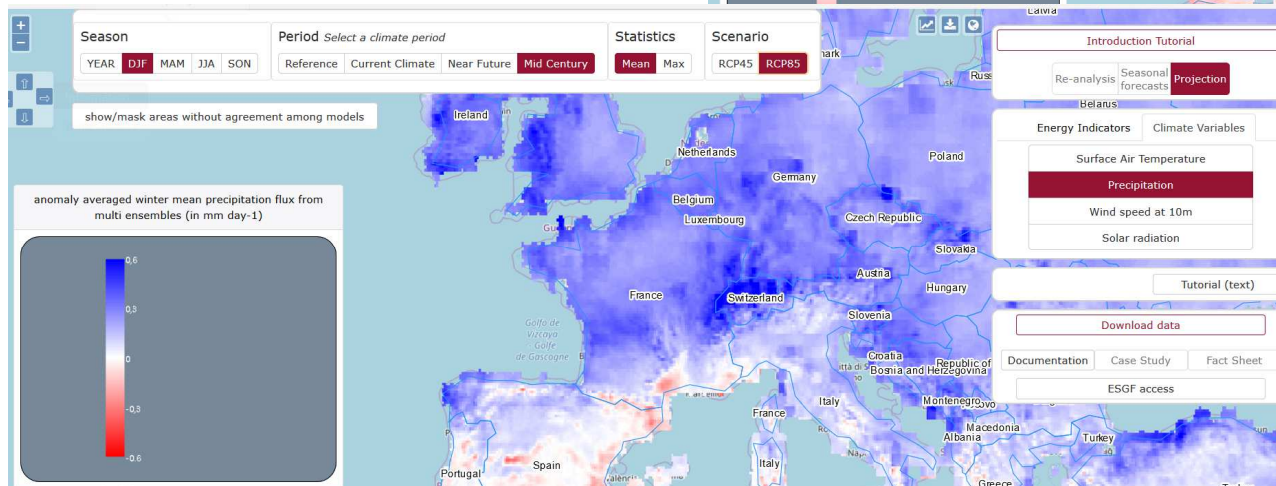 Latvia
+
−
Season
YEAR DJF MAM JJA SON
Period Select a climate period
Reference Current Climate Near Future Mid Century
Statistics
Mean Max
Scenario
RCP45 RCP85
Introduction Tutorial
Re-analysis Seasonal forecasts Projection
Energy Indicators Climate Variables
Surface Air Temperature
Precipitation
Wind speed at 10m
Solar radiation
Tutorial (text)
Download data
Documentation Case Study Fact Sheet
ESGF access
show/mask areas without agreement among models
anomaly averaged winter mean precipitation flux from
multi ensembles (in mm day-1)
0,6
0,3
0
-0,3
-0.6
mark
Russ
Belarus
Ireland
Netherlands
Poland
Germany
Belgium
Luxembourg
Czech Republic
Slovakia
Austria
Hungary
France
Switzerland
Slovenia
Golfo de
Vizcaya
Golfe
de Gascogne
Croatia
Republic of
Bosnia and Herzegovina
Italy
Montenegro
France
Macedonia
Albania
Turkey
Spain
Portugal
Italy
Greece